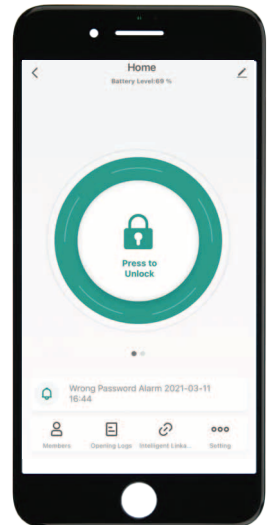 Home
Battery Level:69 %
Press to
Unlock
Wrong Password Alarm 2021-03-11
16:44
Members
Opening Logs
Intelligent Linka...
Setting